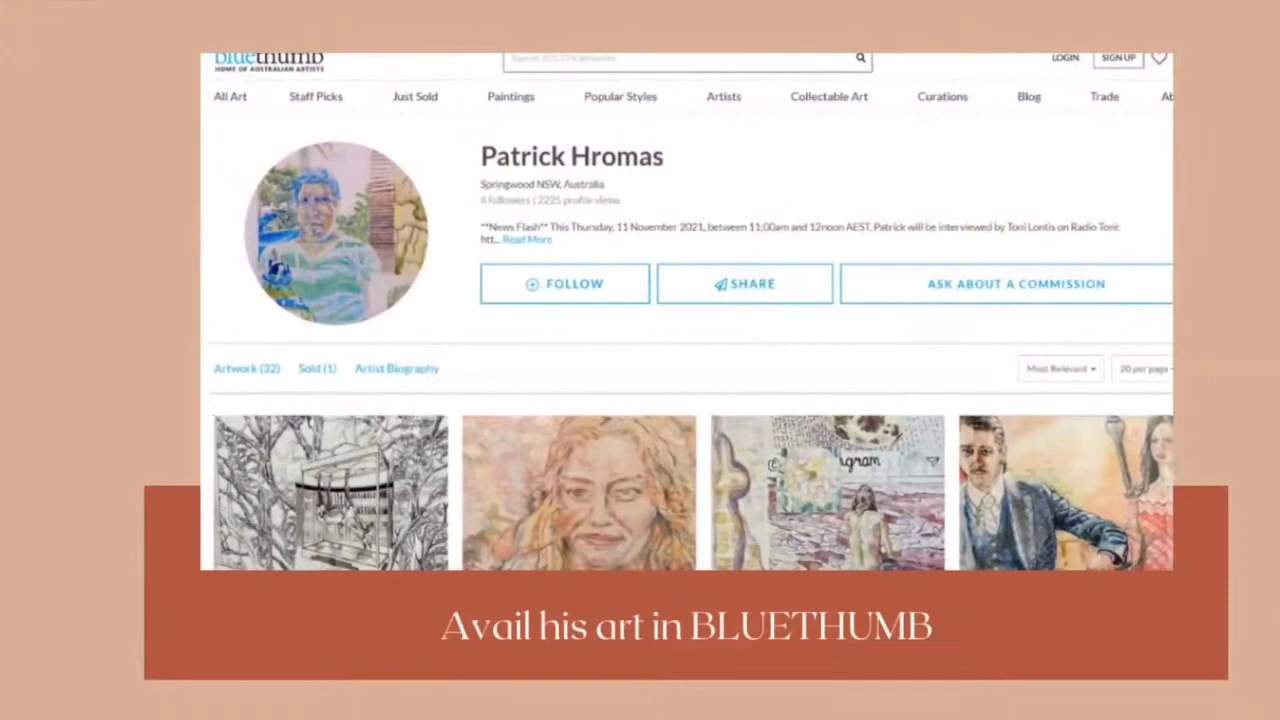 bluethumb
HOME OF AUSTRALIAN ARTISTS
LOGIN
SIGN UP
All Art
Staff Picks
Just Sold
Paintings
Popular Styles
Artists
Collectable Art
Curations
Blog
Trade
Ab
Patrick Hromas
Springwood NSW, Australia
6 followers | 2225 profile views
**News Flash** This Thursday, 11 November 2021, between 11:00am and 12noon AEST, Patrick will be interviewed by Toni Lontis on Radio Toni:
htt... Read More
FOLLOW
SHARE
ASK ABOUT A COMMISSION
Artwork (32)
Sold (1)
Artist Biography
Most Relevant
20 per page
gram
Avail his art in BLUETHUMB